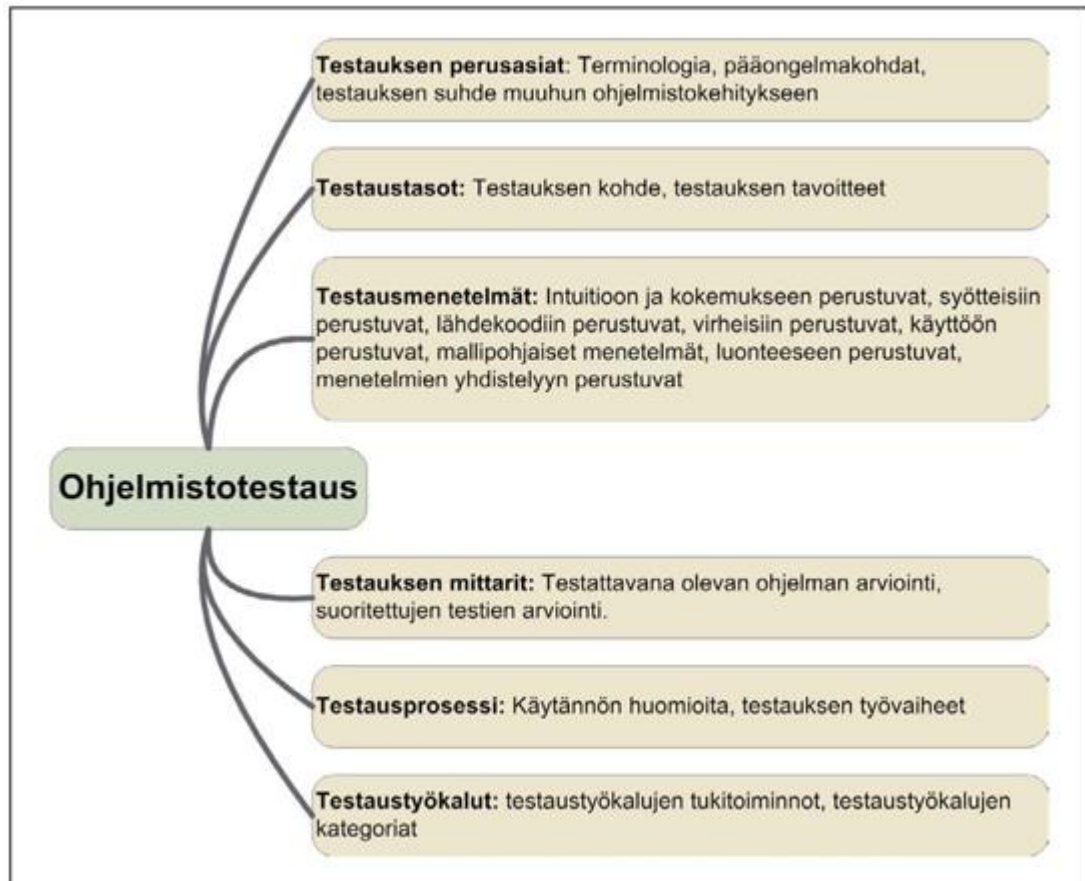 Testauksen perusasiat: Terminologia, pääongelmakohdat,
testauksen suhde muuhun ohjelmistokehitykseen
Testaustasot: Testauksen kohde, testauksen tavoitteet
Testausmenetelmät: Intuitioon ja kokemukseen perustuvat, syötteisiin
perustuvat, lähdekoodiin perustuvat, virheisiin perustuvat, käyttöön
perustuvat, mallipohjaiset menetelmät, luonteeseen perustuvat,
menetelmien yhdistelyyn perustuvat
Ohjelmistotestaus
Testauksen mittarit: Testattavana olevan ohjelman arviointi,
suoritettujen testien arviointi.
Testausprosessi: Käytännön huomioita, testauksen työvaiheet
Testaustyökalut: testaustyökalujen tukitoiminnot, testaustyökalujen
kategoriat